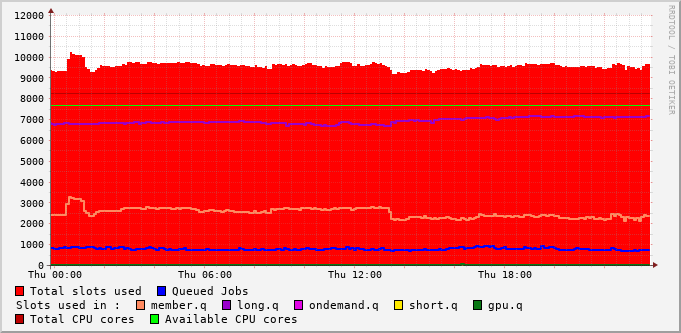 RRDTOOL / TOBI OETIKER
12000
11000
10000
9000
8000
7000
6000
5000
4000
3000
2000
1000
0
Thu 00:00 Thu 06:00 Thu 12:00 Thu 18:00
Total slots used Queued Jobs
Slots used in : member.q long.q ondemand.q short.q gpu.q
Total CPU cores Available CPU cores